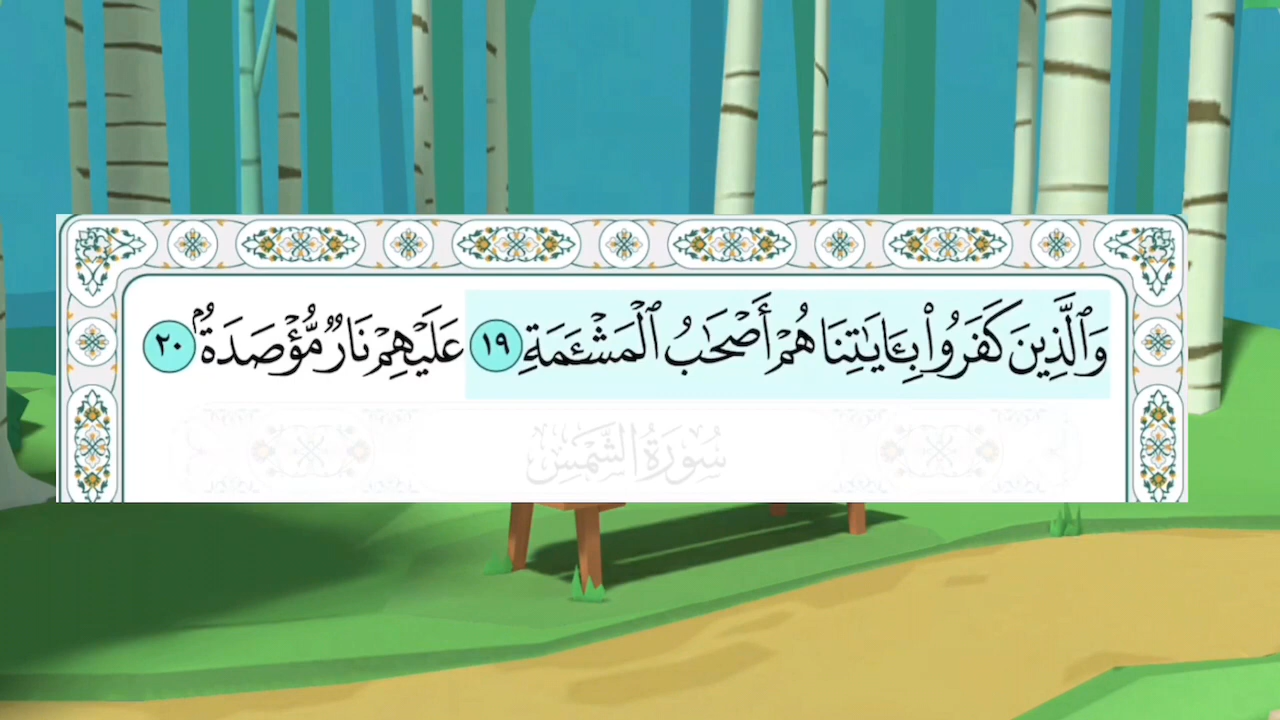 وَٱلَّذِينَ كَفَرُوا۟ بِـَٔايَـٰتِنَا هُمْ أَصْحَـٰبُ ٱلْمَشْـَٔمَةِ ١٩ عَلَيْهِمْ نَارٌ مُّؤْصَدَةٌۢ ٢٠
سُورَةُ الشَّمْسِ